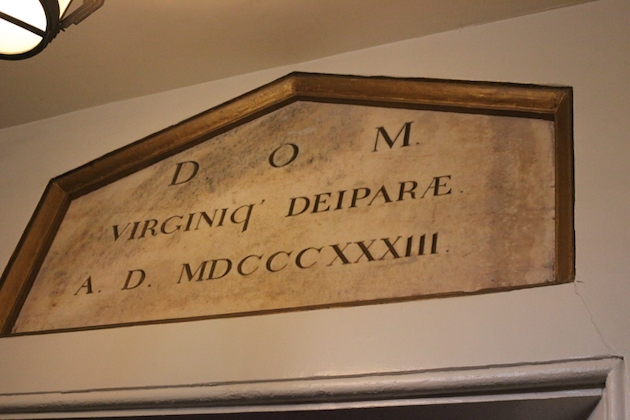 D O M.
VIRGINIq' DEIPARÆ.
A. D. MDCCCXXXIII.